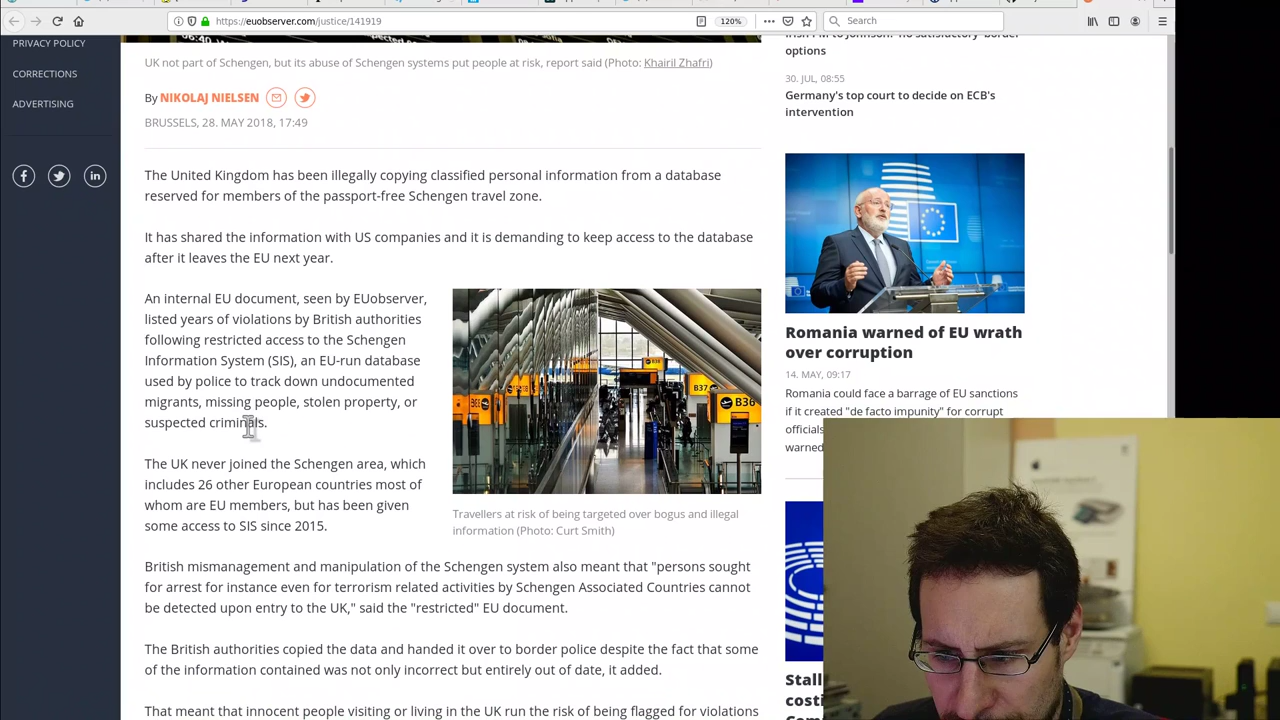 https://euobserver.com/justice/141919
120%
Search
PRIVACY POLICY
CORRECTIONS
ADVERTISING
UK not part of Schengen, but its abuse of Schengen systems put people at risk, report said (Photo: Khairil Zhafri)
By NIKOLAJ NIELSEN
BRUSSELS, 28. MAY 2018, 17:49
The United Kingdom has been illegally copying classified personal information from a database
reserved for members of the passport-free Schengen travel zone.
It has shared the information with US companies and it is demanding to keep access to the database
after it leaves the EU next year.
An internal EU document, seen by EUobserver,
listed years of violations by British authorities
following restricted access to the Schengen
Information System (SIS), an EU-run database
used by police to track down undocumented
migrants, missing people, stolen property, or
suspected criminals.
The UK never joined the Schengen area, which
includes 26 other European countries most of
whom are EU members, but has been given
some access to SIS since 2015.
B37
B36
Travellers at risk of being targeted over bogus and illegal
information (Photo: Curt Smith)
British mismanagement and manipulation of the Schengen system also meant that "persons sought
for arrest for instance even for terrorism related activities by Schengen Associated Countries cannot
be detected upon entry to the UK," said the "restricted" EU document.
The British authorities copied the data and handed it over to border police despite the fact that some
of the information contained was not only incorrect but entirely out of date, it added.
That meant that innocent people visiting or living in the UK run the risk of being flagged for violations
Irish PM to Johnson: 'no satisfactory' border
options
30. JUL, 08:55
Germany's top court to decide on ECB's
intervention
Romania warned of EU wrath
over corruption
14. MAY, 09:17
Romania could face a barrage of EU sanctions
if it created "de facto impunity" for corrupt
officials
warned
Stall
costi